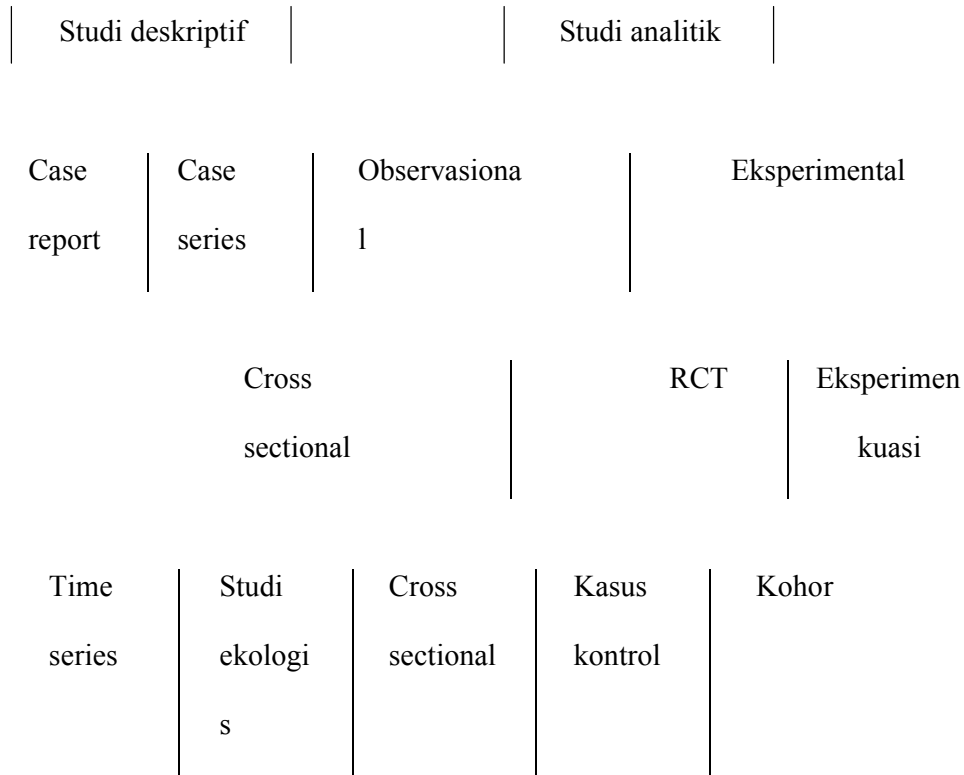 Studi deskriptif Studi analitik
Case Case Observasiona Eksperimental
report series l
Cross RCT Eksperimen
sectional kuasi
Time Studi Cross Kasus Kohor
series ekologi sectional kontrol
s